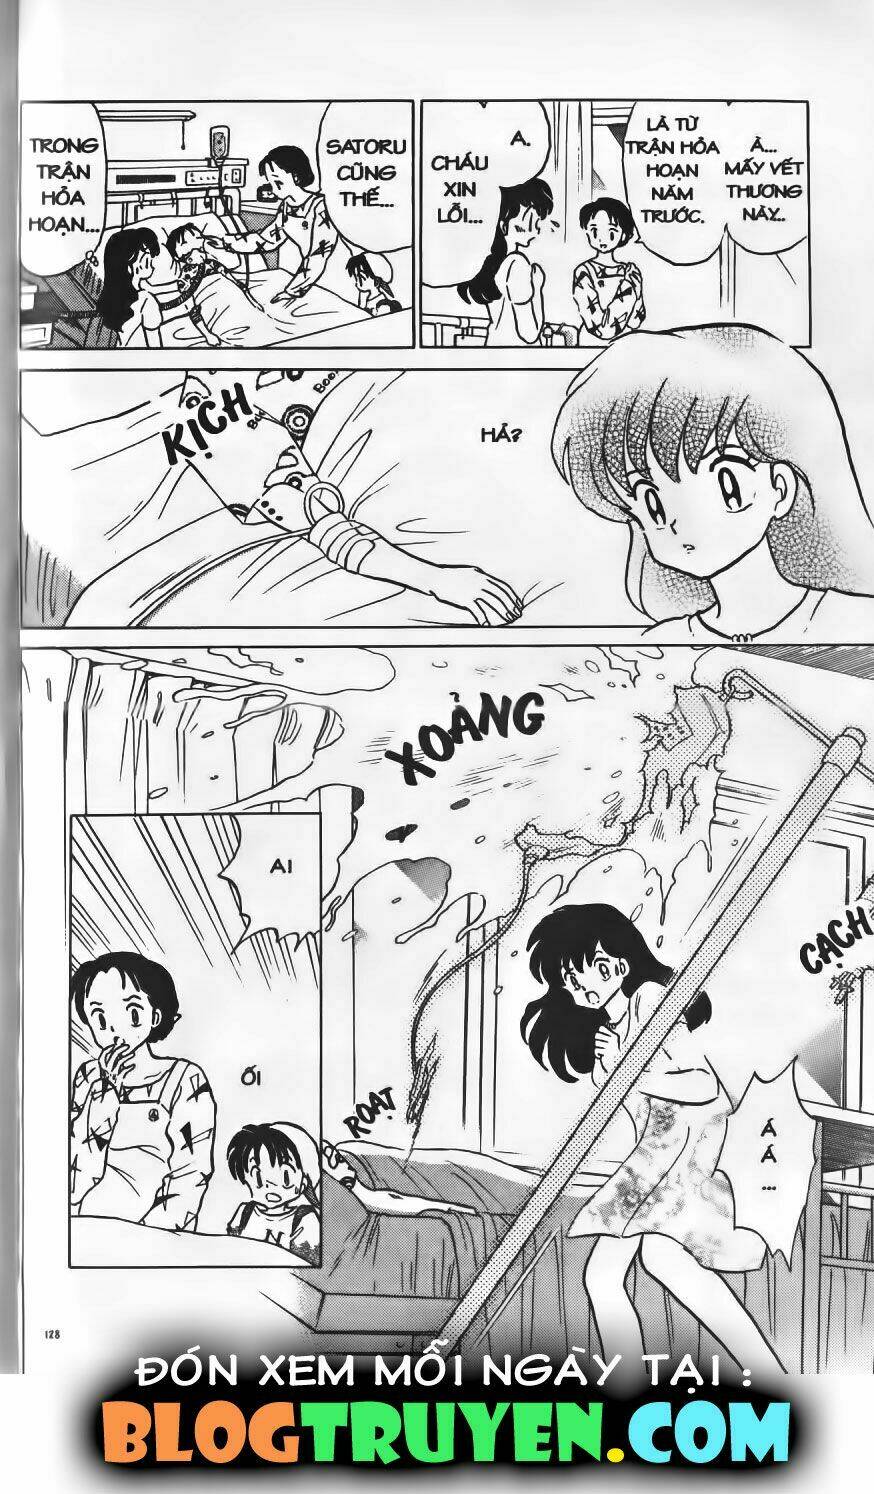 À...
MẤY VẾT
THƯƠNG
NÀY...
LÀ TỪ
TRẬN HỎA
HOẠN
NĂM
TRƯỚC.
A.
CHÁU
XIN
LỖI...
SATORU
CŨNG
THẾ...
TRONG
TRẬN
HỎA
HOẠN...
HẢ?
KỊCH
XOẢNG
CẠCH
Á
Á
...
ROẠT
AI
ỐI
128
ĐÓN XEM MỖI NGÀY TẠI :
BLOGTRUYEN.COM